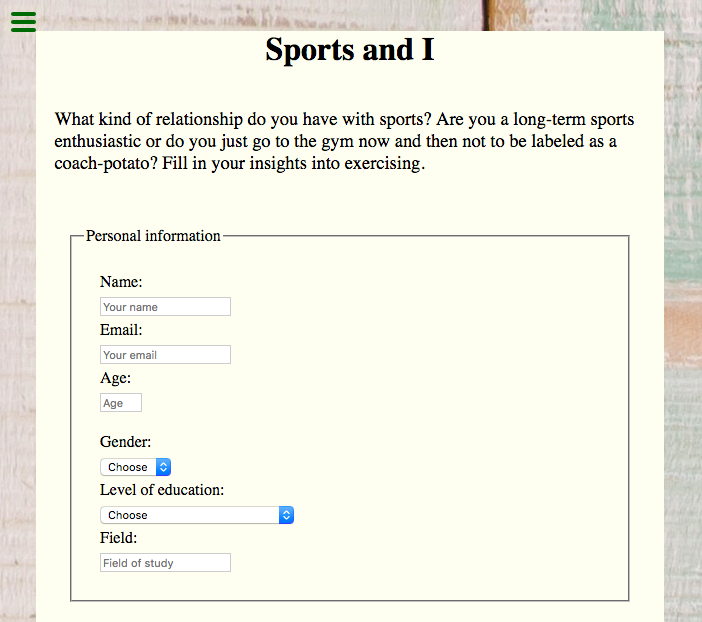 Sports and I
What kind of relationship do you have with sports? Are you a long-term sports
enthusiastic or do you just go to the gym now and then not to be labeled as a
coach-potato? Fill in your insights into exercising.
Personal information
Name:
Your name
Email:
Your email
Age:
Age
Gender:
Choose
Level of education:
Choose
Field:
Field of study